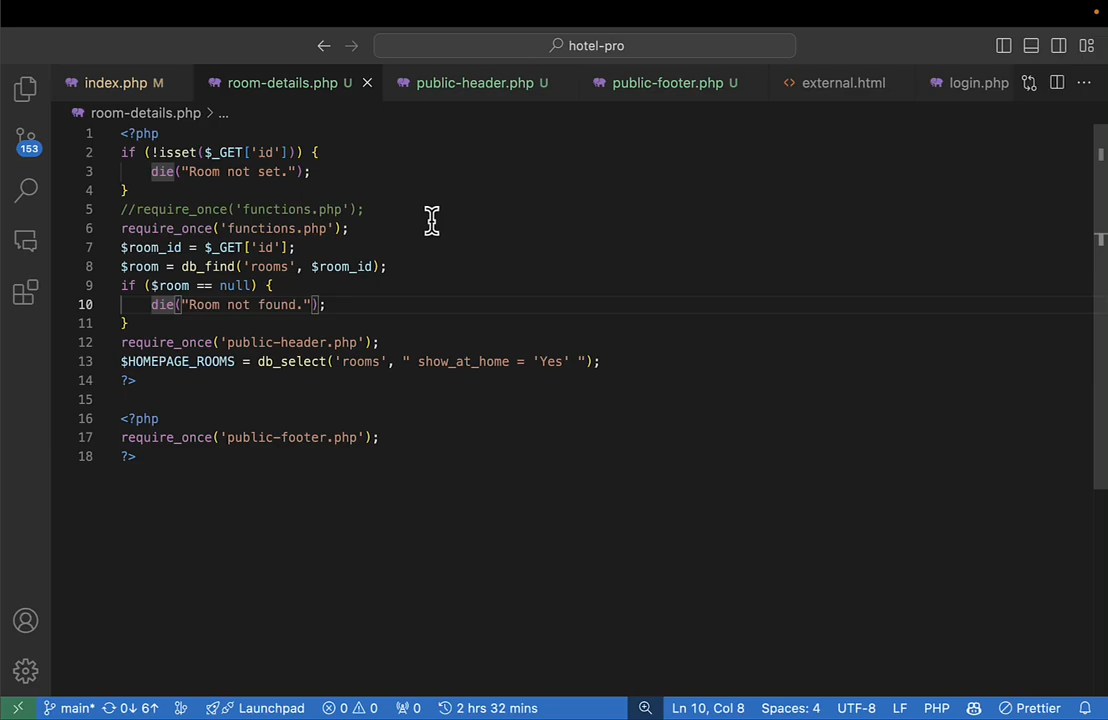 hotel-pro
index.php M room-details.php U public-header.php U public-footer.php U external.html login.php
room-details.php > ...
1 <?php
2 if (!isset($_GET['id'])) {
3 die("Room not set.");
4 }
5 //require_once('functions.php');
6 require_once('functions.php');
7 $room_id = $_GET['id'];
8 $room = db_find('rooms', $room_id);
9 if ($room == null) {
10 die("Room not found.");
11 }
12 require_once('public-header.php');
13 $HOMEPAGE_ROOMS = db_select('rooms', " show_at_home = 'Yes' ");
14 ?>
15
16 <?php
17 require_once('public-footer.php');
18 ?>
153
main* 0↓ 6↑ Launchpad 0 0 0 2 hrs 32 mins Ln 10, Col 8 Spaces: 4 UTF-8 LF PHP Prettier